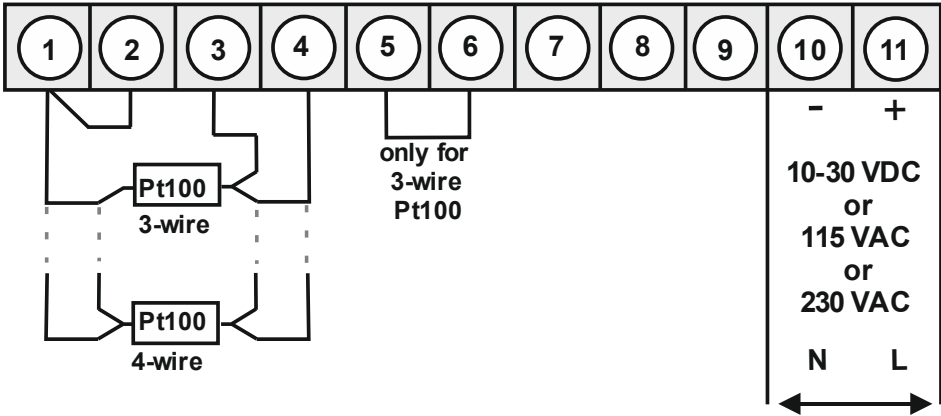 1 2 3 4 5 6 7 8 9 10 11
- +
only for
3-wire
Pt100
Pt100
3-wire
Pt100
4-wire
10-30 VDC
or
115 VAC
or
230 VAC
N L